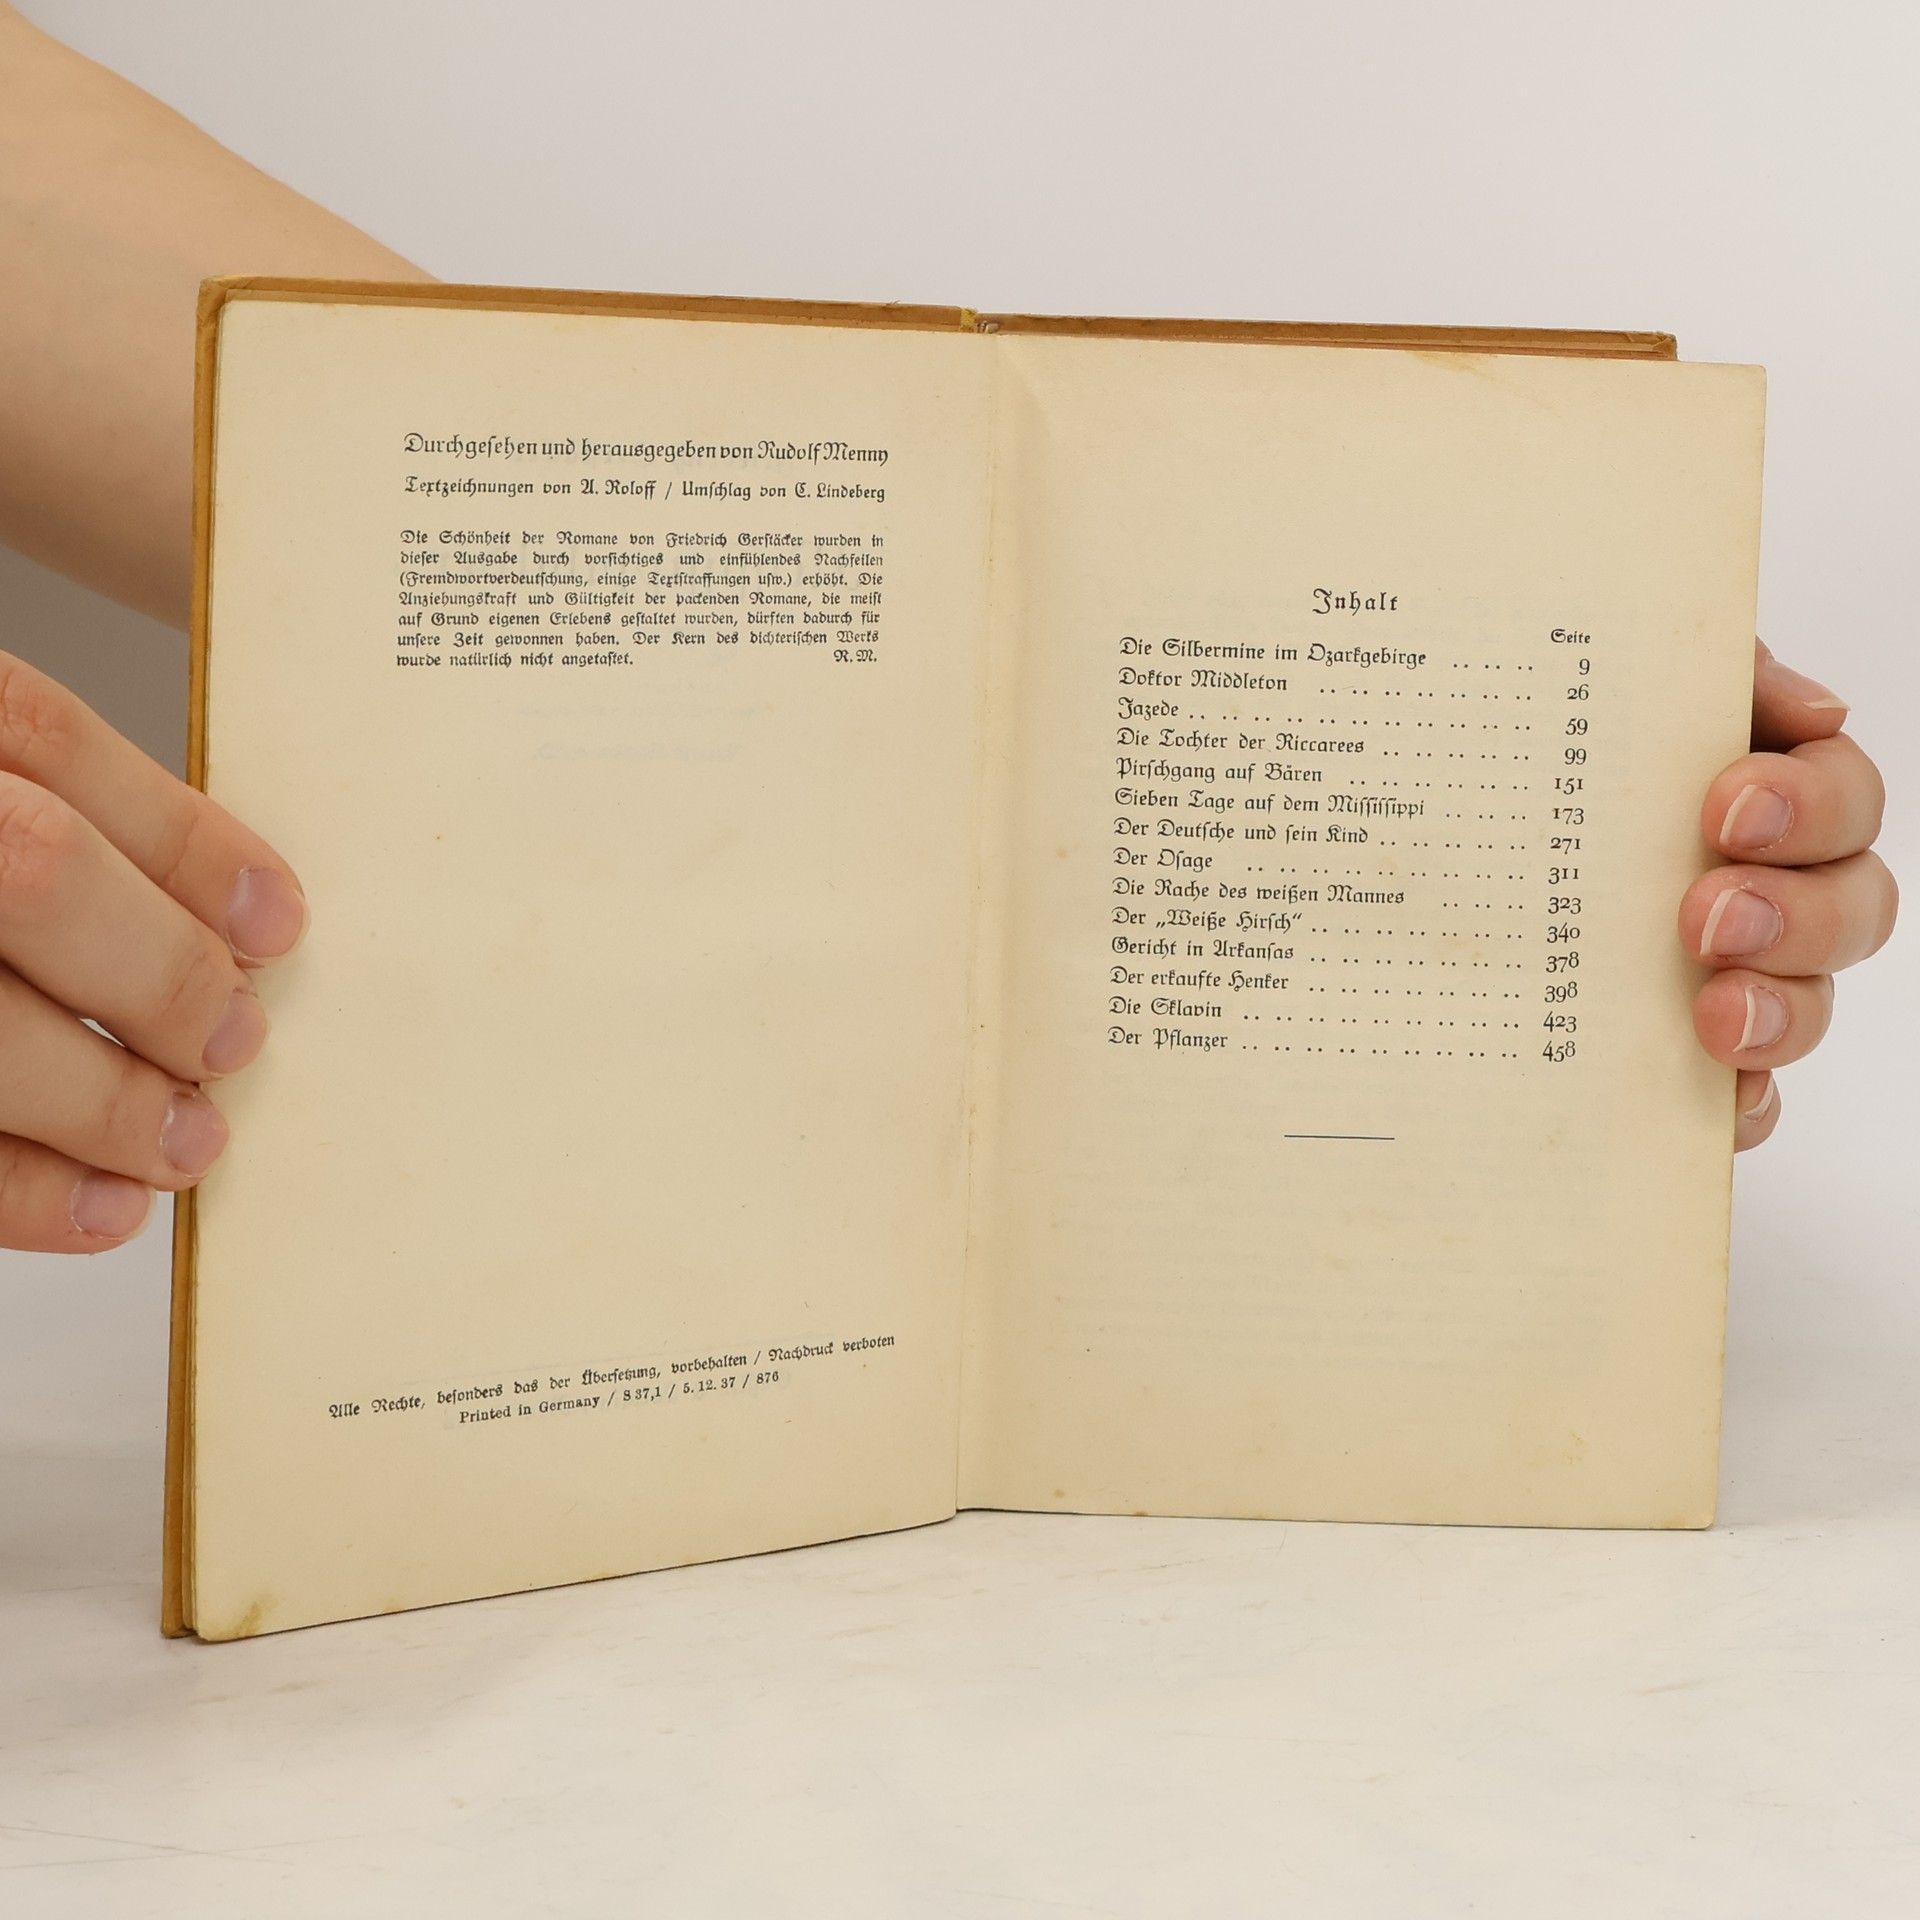 Durchgesehen und herausgegeben von Rudolf Menny
Textzeichnungen von A. Roloff / Umschlag von C. Lindeberg
Die Schönheit der Romane von Friedrich Gerstäcker wurden in
dieser Ausgabe durch vorsichtiges und einfühlendes Nachfeilen
(Fremdwortverdeutschung, einige Textstraffungen usw.) erhöht. Die
Anziehungskraft und Gültigkeit der packenden Romane, die meist
auf Grund eigenen Erlebens gestaltet wurden, dürften dadurch für
unsere Zeit gewonnen haben. Der Kern des dichterischen Werks
wurde natürlich nicht angetastet. R. M.
Alle Rechte, besonders das der Übersetzung, vorbehalten / Nachdruck verboten
Printed in Germany / S 37,1 / 5. 12. 37 / 876
Inhalt
Seite
Die Silbermine im Ozarkgebirge .. .. .. 9
Doktor Middleton .. .. .. .. .. .. .. 26
Jazede .. .. .. .. .. .. .. .. .. .. .. 59
Die Tochter der Riccarees .. .. .. .. .. 99
Pirschgang auf Bären .. .. .. .. .. .. 151
Sieben Tage auf dem Mississippi .. .. .. 173
Der Deutsche und sein Kind .. .. .. .. .. 271
Der Osage .. .. .. .. .. .. .. .. .. 311
Die Rache des weißen Mannes .. .. .. 323
Der „Weiße Hirsch“ .. .. .. .. .. .. .. 340
Gericht in Arkansas .. .. .. .. .. .. .. 378
Der erkaufte Henker .. .. .. .. .. .. .. 398
Die Sklavin .. .. .. .. .. .. .. .. .. 423
Der Pflanzer .. .. .. .. .. .. .. .. .. 458